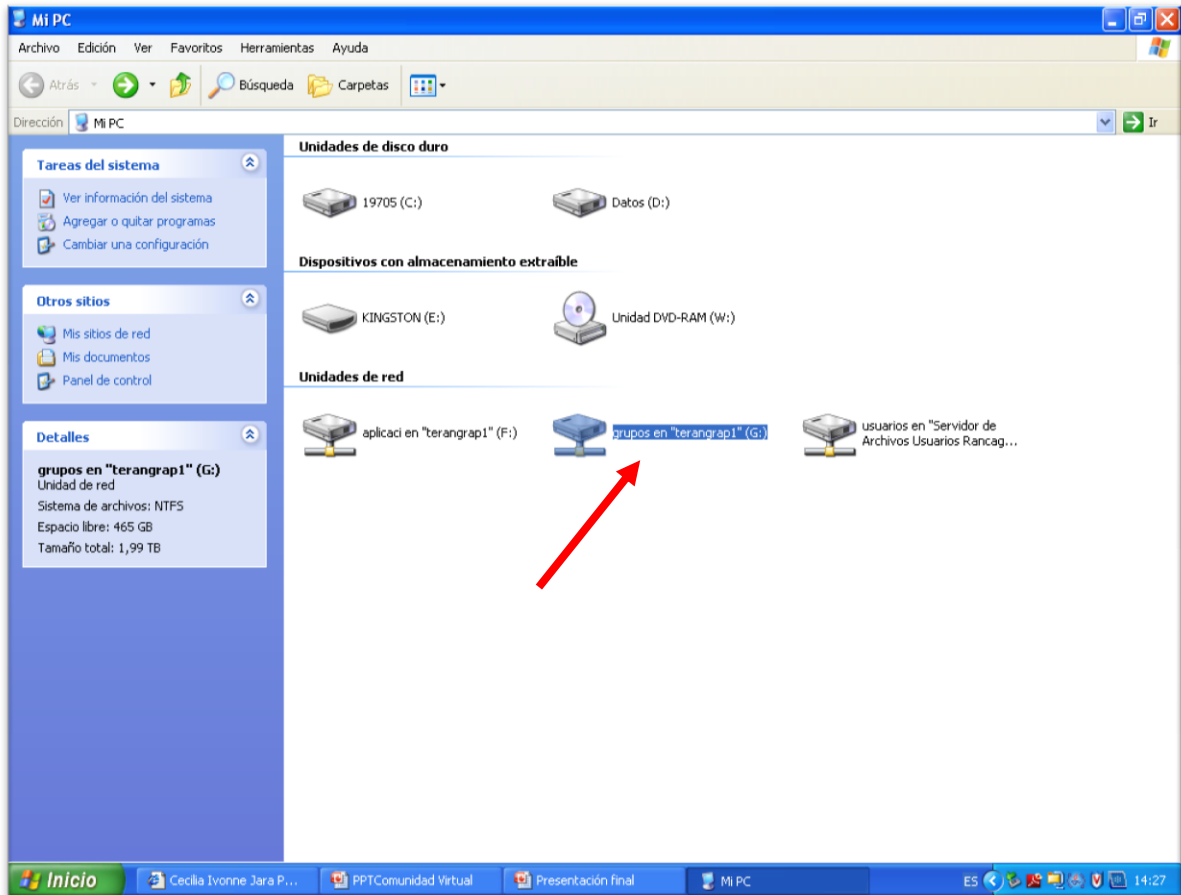 Mi PC
Archivo Edición Ver Favoritos Herramientas Ayuda
Atrás Búsqueda Carpetas
Dirección Mi PC Ir
Tareas del sistema
Ver información del sistema
Agregar o quitar programas
Cambiar una configuración
Otros sitios
Mis sitios de red
Mis documentos
Panel de control
Detalles
grupos en "terangrap1" (G:)
Unidad de red
Sistema de archivos: NTFS
Espacio libre: 465 GB
Tamaño total: 1,99 TB
Unidades de disco duro
19705 (C:)
Datos (D:)
Dispositivos con almacenamiento extraíble
KINGSTON (E:)
Unidad DVD-RAM (W:)
Unidades de red
aplicaci en "terangrap1" (F:)
grupos en "terangrap1" (G:)
usuarios en "Servidor de
Archivos Usuarios Rancag...
Inicio
Cecilia Ivonne Jara P...
PPTComunidad Virtual
Presentación final
Mi PC
ES
14:27